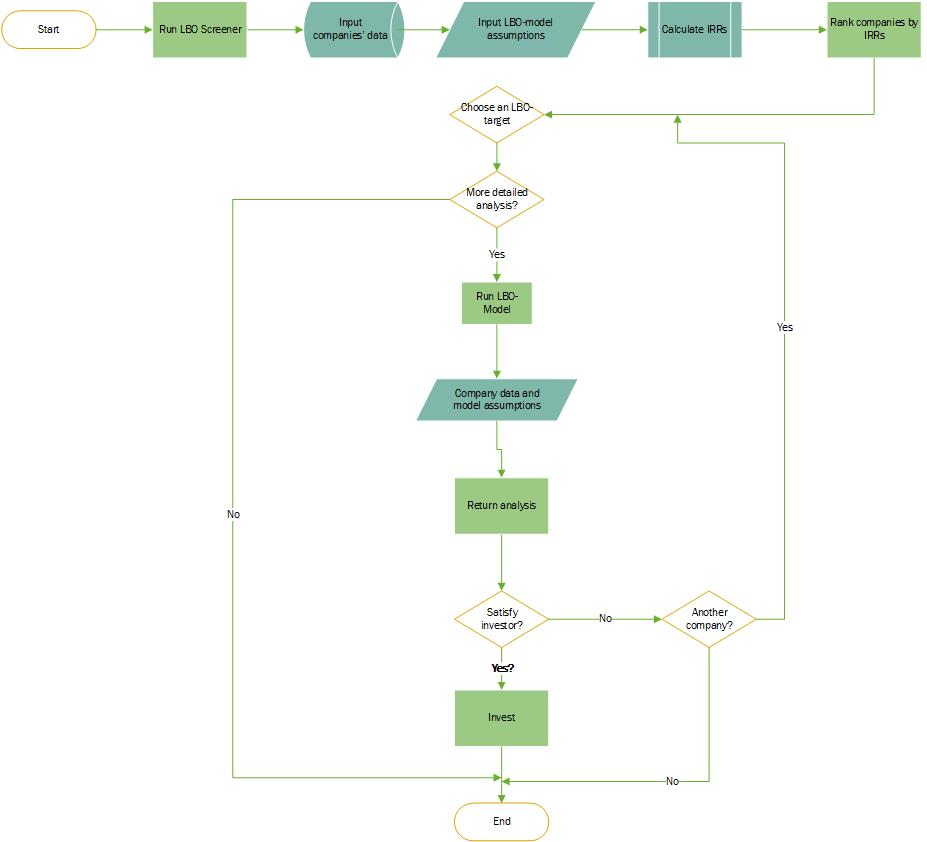 Start
Run LBO Screener
Input
companies' data
Input LBO-model
assumptions
Calculate IRRs
Rank companies by
IRRs
Choose an LBO-
target
More detailed
analysis?
Yes
Run LBO-
Model
Yes
Company data and
model assumptions
Return analysis
No
Satisfy
investor?
No
Another
company?
Yes?
Invest
No
End